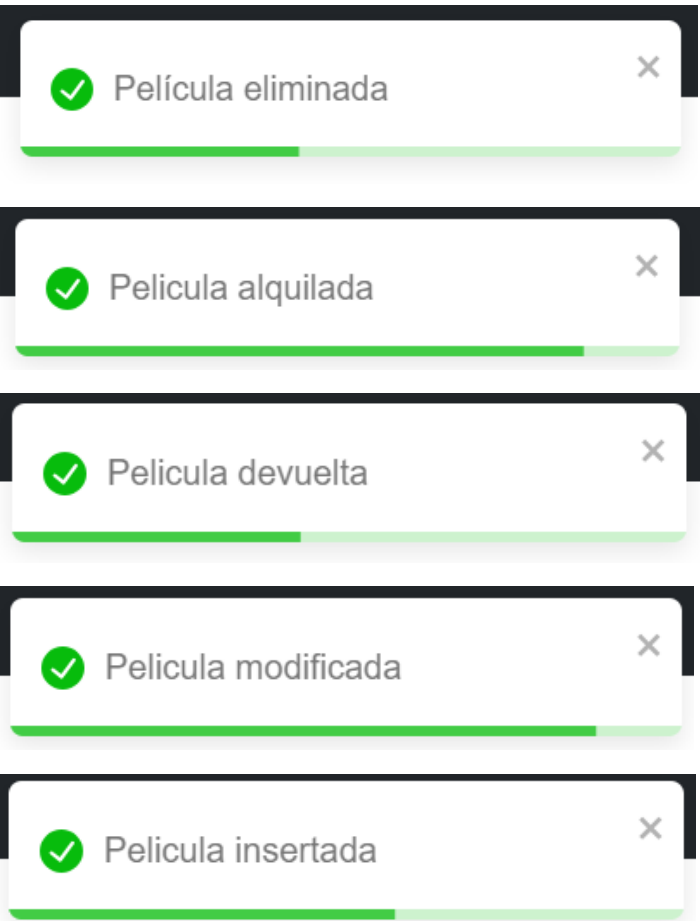 Película eliminada
Pelicula alquilada
Pelicula devuelta
Pelicula modificada
Pelicula insertada